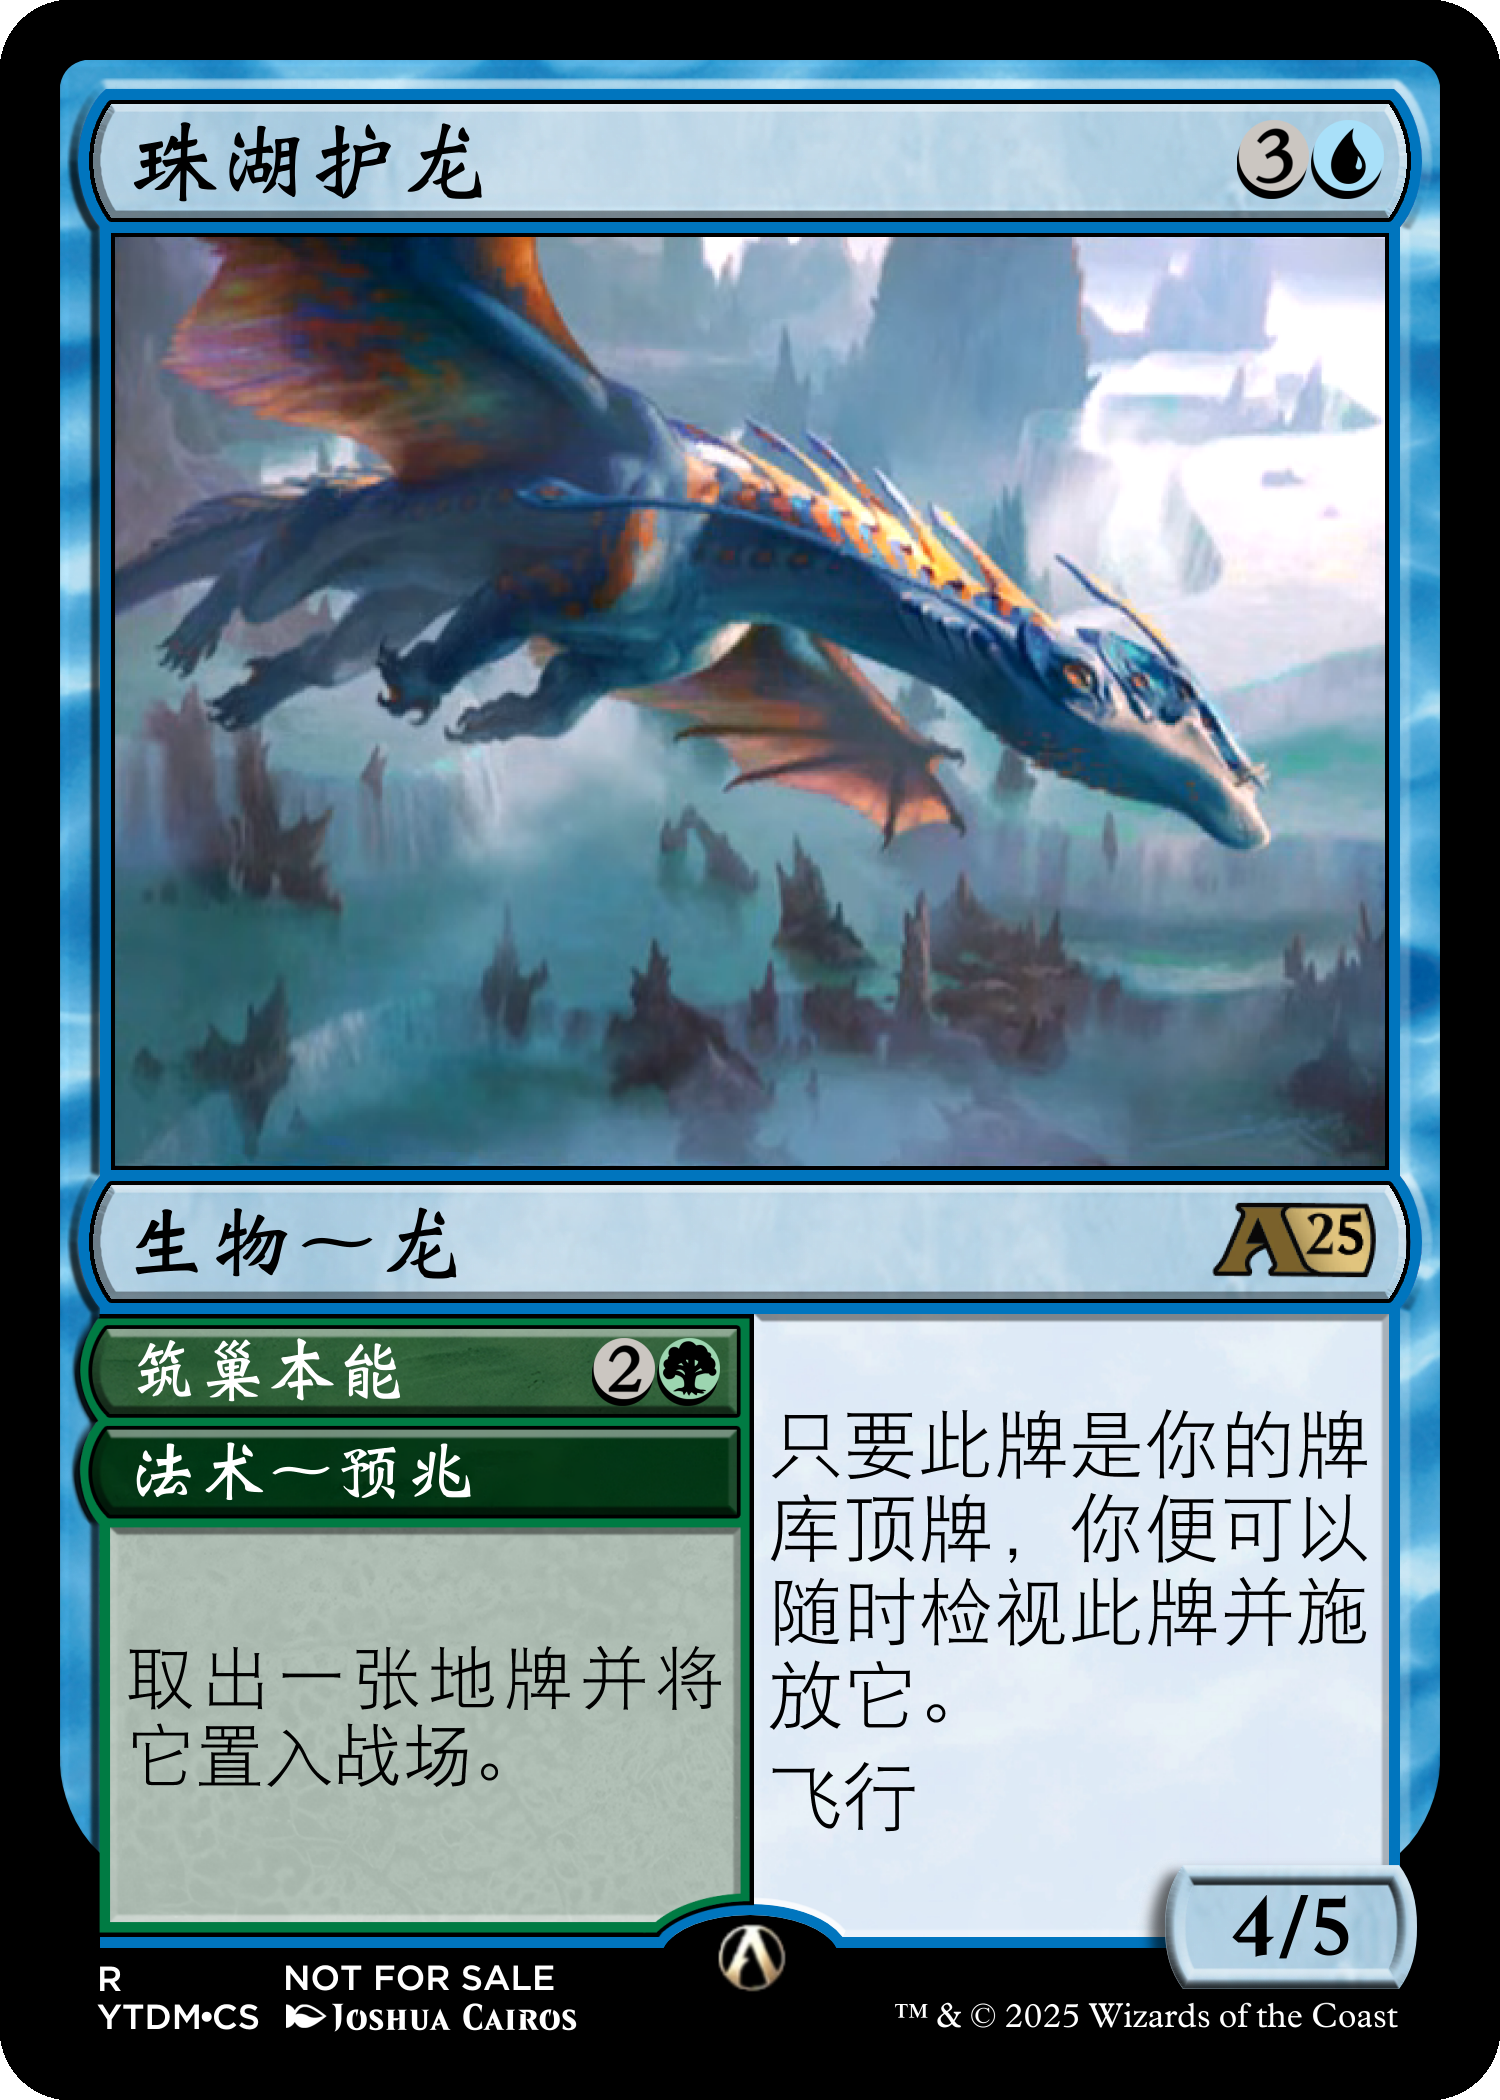 珠湖护龙 3
生物～龙 A25
筑巢本能 2
法术～预兆
取出一张地牌并将
它置入战场。
只要此牌是你的牌
库顶牌，你便可以
随时检视此牌并施
放它。
飞行
4/5
R NOT FOR SALE
YTDM•CS JOSHUA CAIROS
™ & © 2025 Wizards of the Coast